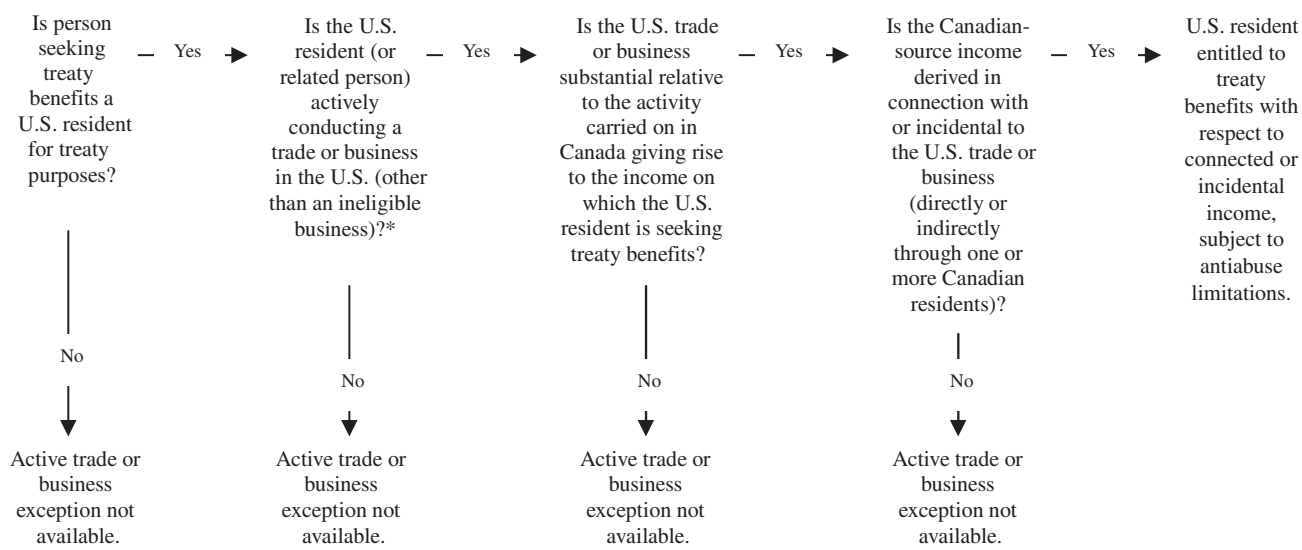 Is person
seeking
treaty
benefits a
U.S. resident
for treaty
purposes?
Yes
Is the U.S.
resident (or
related person)
actively
conducting a
trade or business
in the U.S. (other
than an ineligible
business)?*
Yes
Is the U.S. trade
or business
substantial relative
to the activity
carried on in
Canada giving rise
to the income on
which the U.S.
resident is seeking
treaty benefits?
Yes
Is the Canadian-
source income
derived in
connection with
or incidental to
the U.S. trade or
business
(directly or
indirectly
through one or
more Canadian
residents)?
Yes
U.S. resident
entitled to
treaty
benefits with
respect to
connected or
incidental
income,
subject to
antiabuse
limitations.
No
No
No
No
Active trade or
business
exception not
available.
Active trade or
business
exception not
available.
Active trade or
business
exception not
available.
Active trade or
business
exception not
available.